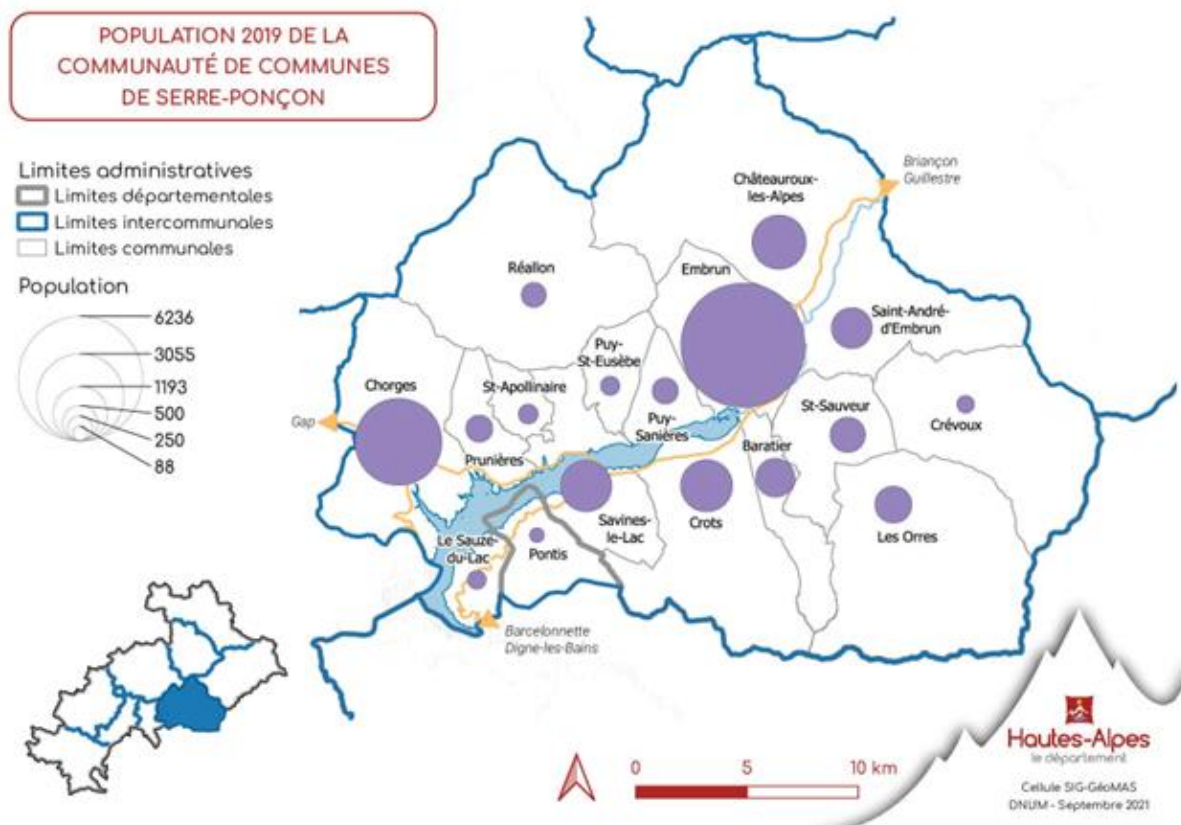 POPULATION 2019 DE LA
COMMUNAUTÉ DE COMMUNES
DE SERRE-PONÇON
Limites administratives
Limites départementales
Limites intercommunales
Limites communales
Population
6236
3055
1193
500
250
88
Briançon
Guillestre
Châteauroux-
les-Alpes
Réallon
Embrun
Saint-André-
d'Embrun
Puy-
St-Eusèbe
Chorges
St-Apollinaire
Gap
Prunières
Puy-
Sanières
St-Sauveur
Crévoux
Baratier
Savines-
le-Lac
Crots
Les Orres
Le Sauze-
du-Lac
Pontis
Barcelonnette
Digne-les-Bains
0 5 10 km
Hautes-Alpes
le département
Cellule SIG-GéoMAS
DNUM - Septembre 2021